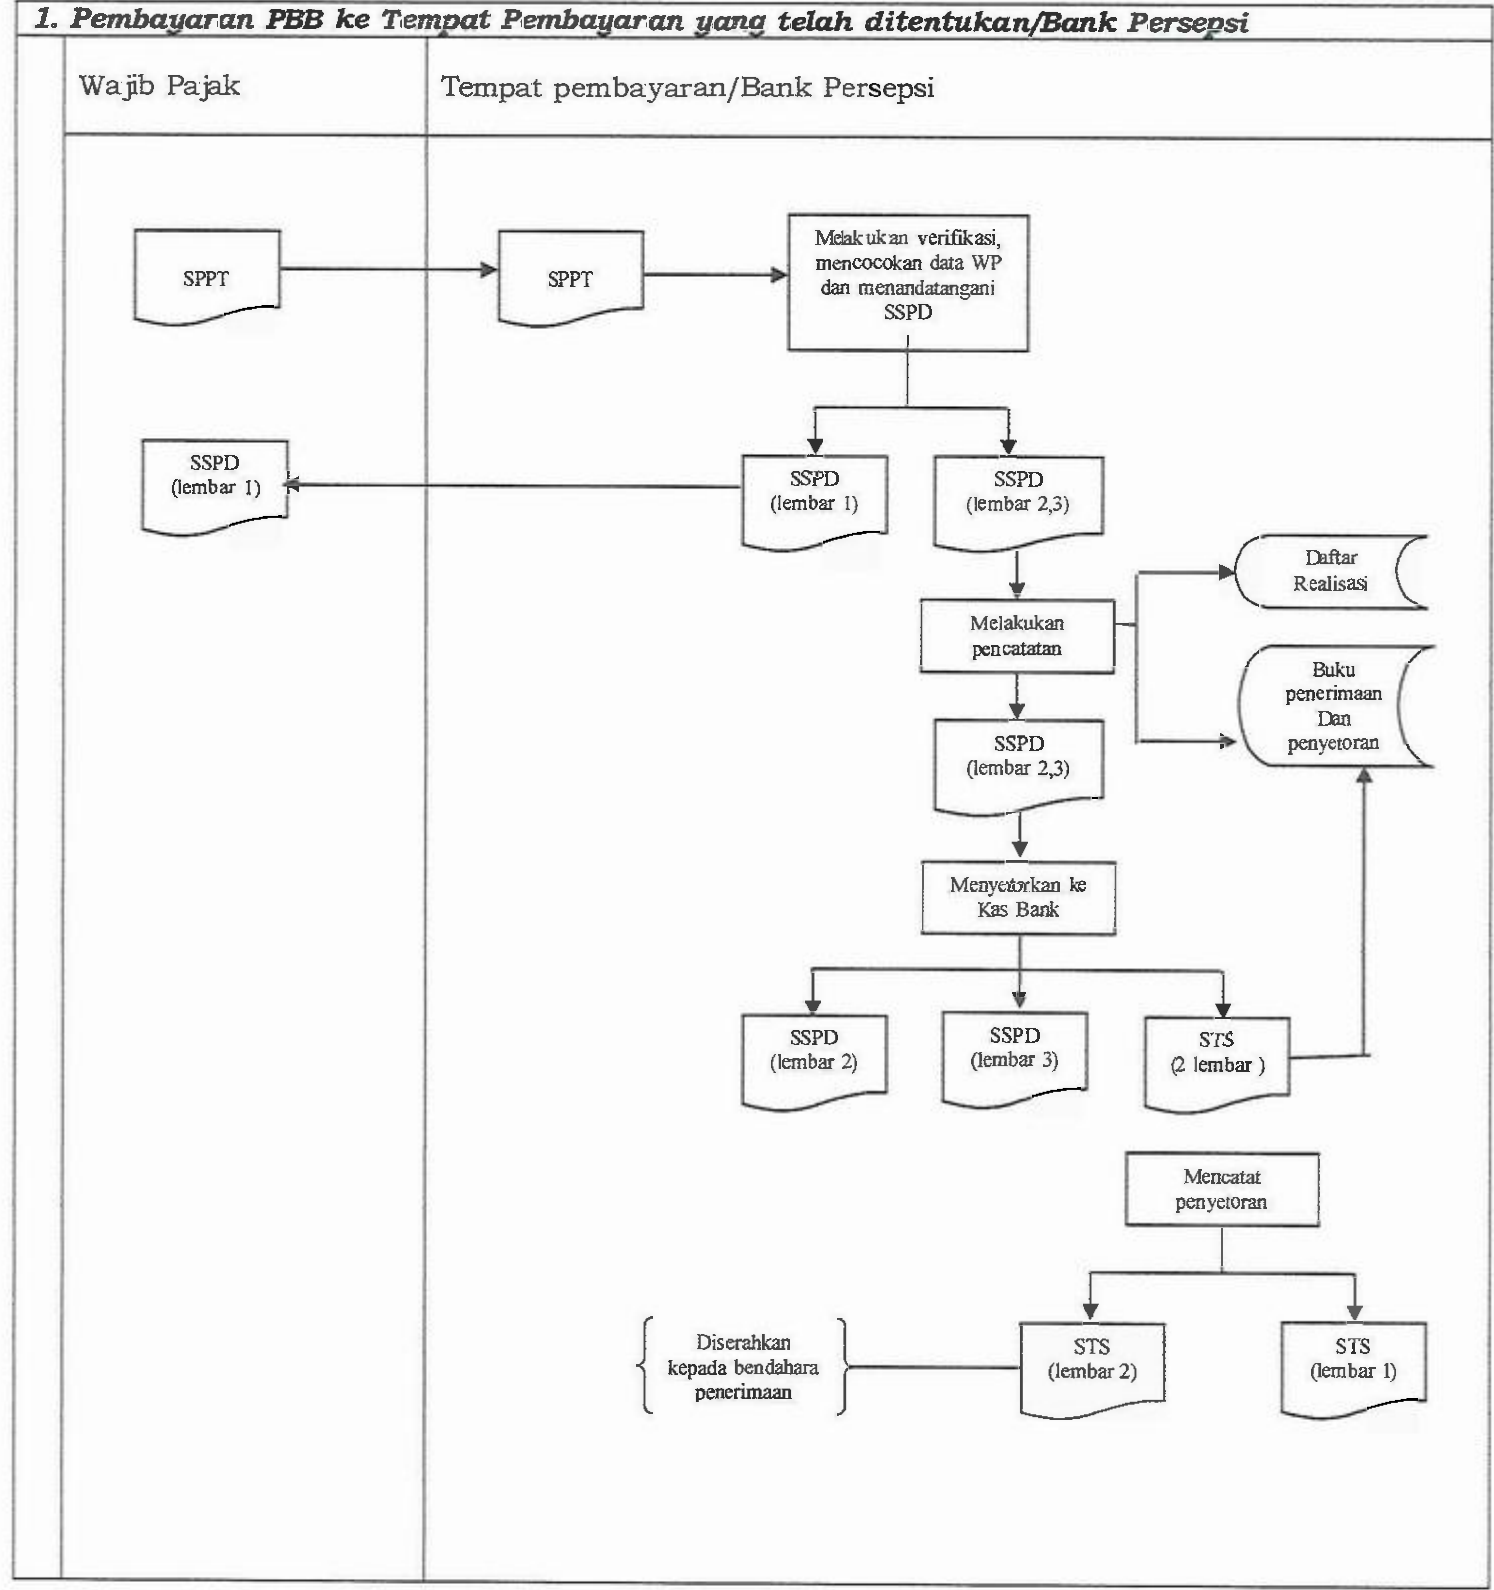 1. Pembayaran PBB ke Tempat Pembayaran yang telah ditentukan/Bank Persepsi
Wajib Pajak
Tempat pembayaran/Bank Persepsi
SPPT
SPPT
Melakukan verifikasi,
mencocokan data WP
dan menandatangani
SSPD
SSPD
(lembar 1)
SSPD
(lembar 1)
SSPD
(lembar 2,3)
Daftar
Realisasi
Melakukan
pencatatan
Buku
penerimaan
Dan
penyetoran
SSPD
(lembar 2,3)
Menyetorkan ke
Kas Bank
SSPD
(lembar 2)
SSPD
(lembar 3)
STS
(2 lembar )
Mencatat
penyetoran
Diserahkan
kepada bendahara
penerimaan
STS
(lembar 2)
STS
(lembar 1)